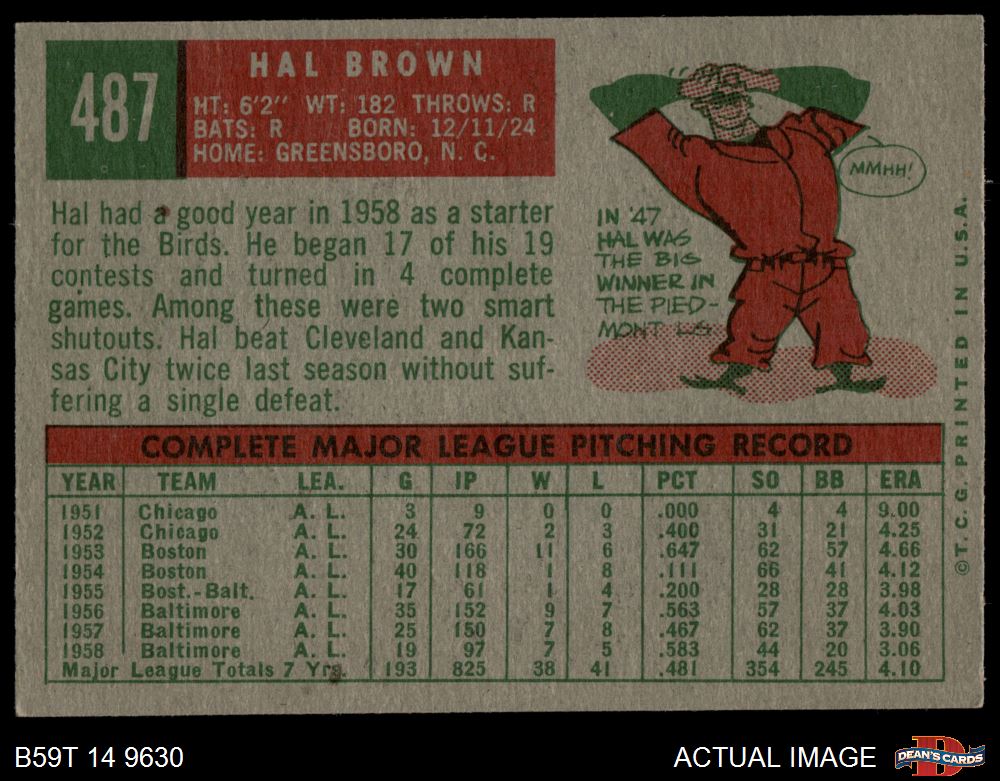 487
HAL BROWN
HT: 6'2" WT: 182 THROWS: R
BATS: R BORN: 12/11/24
HOME: GREENSBORO, N. C.
Hal had a good year in 1958 as a starter
for the Birds. He began 17 of his 19
contests and turned in 4 complete
games. Among these were two smart
shutouts. Hal beat Cleveland and Kan-
sas City twice last season without suf-
fering a single defeat.
IN '47
HAL WAS
THE BIG
WINNER IN
THE PIED-
MONT LG
MMHH!
COMPLETE MAJOR LEAGUE PITCHING RECORD
YEAR TEAM LEA. G IP W L PCT SO BB ERA
1951 Chicago A. L. 3 9 0 0 .000 4 4 9.00
1952 Chicago A. L. 24 72 2 3 .400 31 21 4.25
1953 Boston A. L. 30 166 11 6 .647 62 57 4.66
1954 Boston A. L. 40 118 1 8 .111 66 41 4.12
1955 Bost.-Balt. A. L. 17 61 1 4 .200 28 28 3.98
1956 Baltimore A. L. 35 152 9 7 .563 57 37 4.03
1957 Baltimore A. L. 25 150 7 8 .467 62 37 3.90
1958 Baltimore A. L. 19 97 7 5 .583 44 20 3.06
Major League Totals 7 Yrs. 193 825 38 41 .481 354 245 4.10
©T. C. G. PRINTED IN U.S.A.
B59T 14 9630
ACTUAL IMAGE
D
DEAN'S CARDS